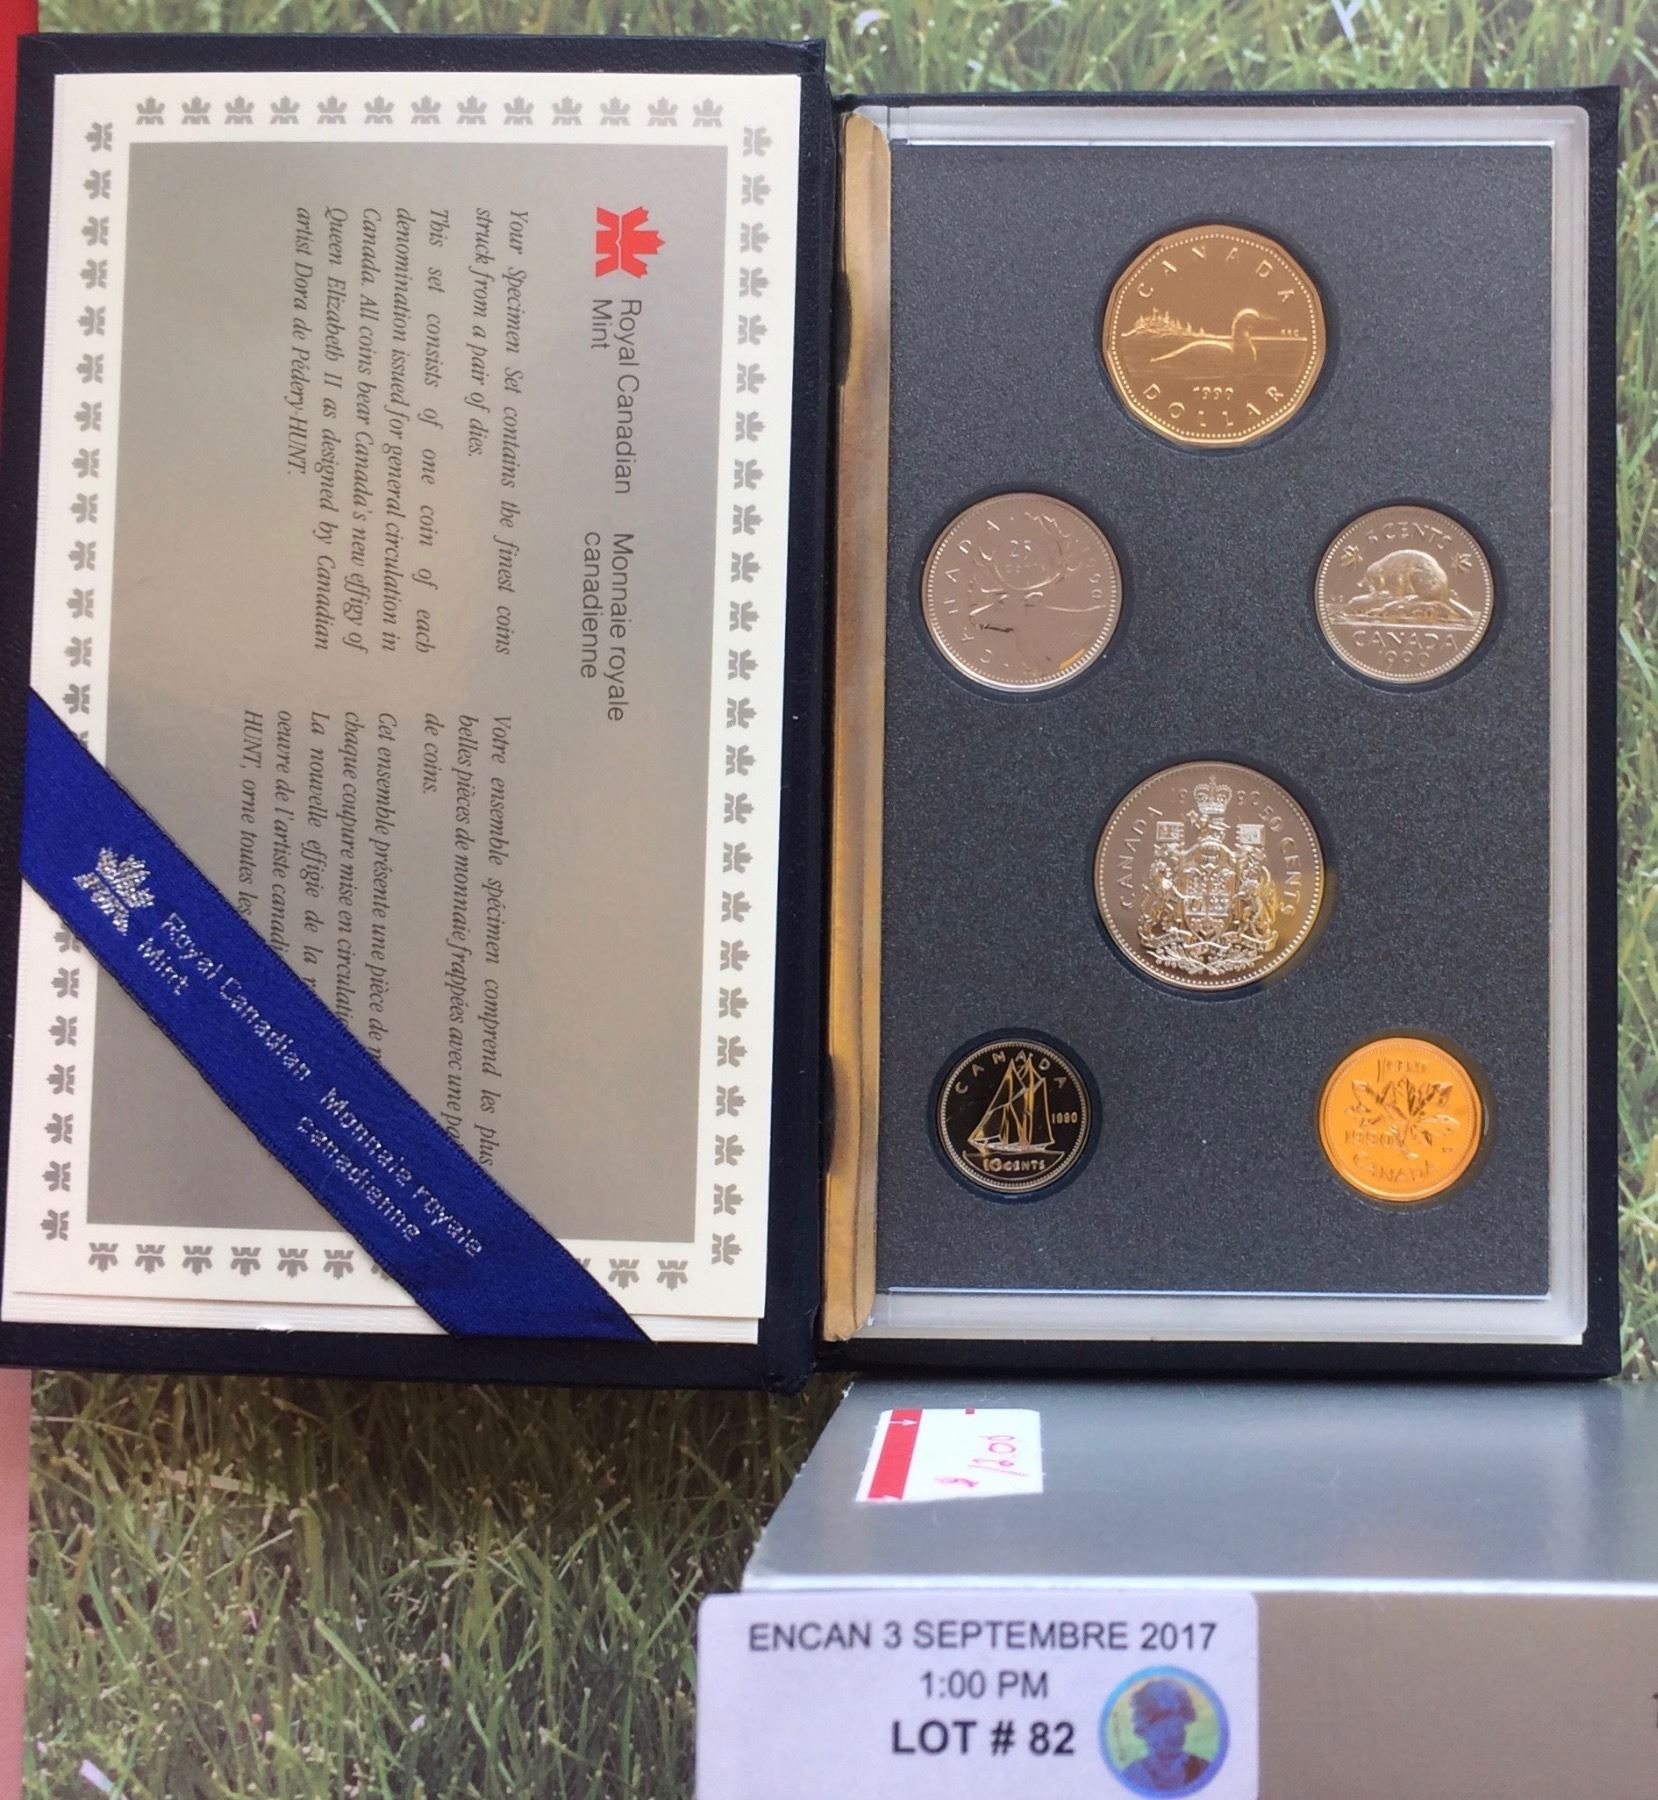 Royal Canadian
Mint
Monnaie royale
canadienne
Your Specimen Set contains the finest coins
struck from a pair of dies.
This set consists of one coin of each
denomination issued for general circulation in
Canada. All coins bear Canada's new effigy of
Queen Elizabeth II as designed by Canadian
artist Dora de Pédery-HUNT.
Votre ensemble spécimen comprend les plus
belles pièces de monnaie frappées avec une
de coins.
Cet ensemble présente une pièce de
chaque coupure mise en
La nouvelle effigie de la
oeuvre de l'artiste
HUNT, orne toutes les
Royal Canadian
Mint
Monnaie royale
canadienne
CANADA
1990
DOLLAR
CANADA
25
CENTS
1990
5 CENTS
CANADA
1990
CANADA 1990 50 CENTS
CANADA
1990
10 CENTS
1 CENT
1990
CANADA
ENCAN 3 SEPTEMBRE 2017
1:00 PM
LOT # 82